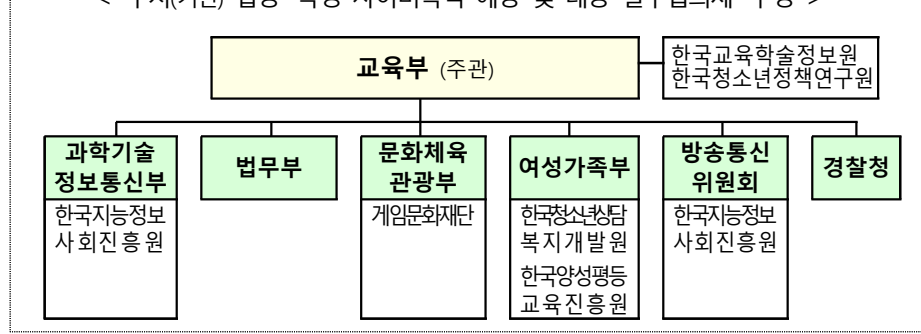 교육부 (주관)
한국교육학술정보원
한국청소년정책연구원
과학기술
정보통신부
한국지능정보
사회진흥원
법무부
문화체육
관광부
게임문화재단
여성가족부
한국청소년상담
복지개발원
한국양성평등
교육진흥원
방송통신
위원회
한국지능정보
사회진흥원
경찰청